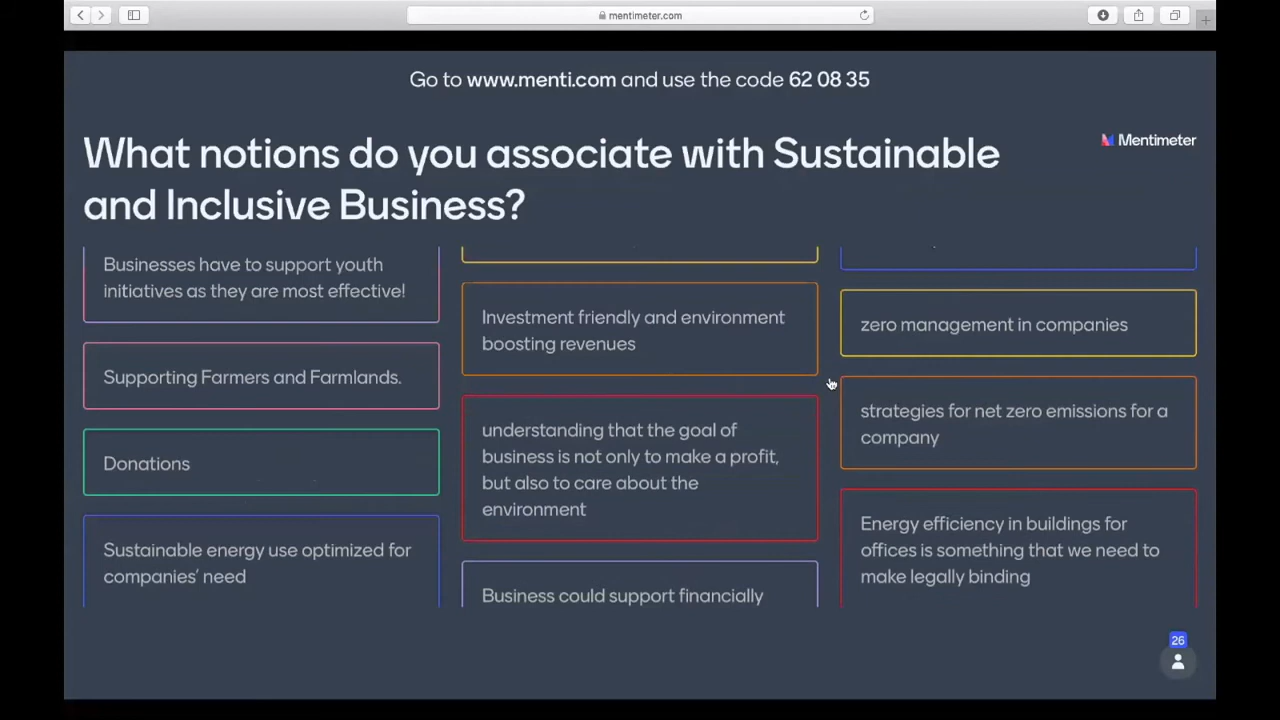 mentimeter.com
Go to www.menti.com and use the code 62 08 35
What notions do you associate with Sustainable
and Inclusive Business?
Mentimeter
Businesses have to support youth
initiatives as they are most effective!
Supporting Farmers and Farmlands.
Donations
Sustainable energy use optimized for
companies’ need
Investment friendly and environment
boosting revenues
understanding that the goal of
business is not only to make a profit,
but also to care about the
environment
Business could support financially
zero management in companies
strategies for net zero emissions for a
company
Energy efficiency in buildings for
offices is something that we need to
make legally binding
26